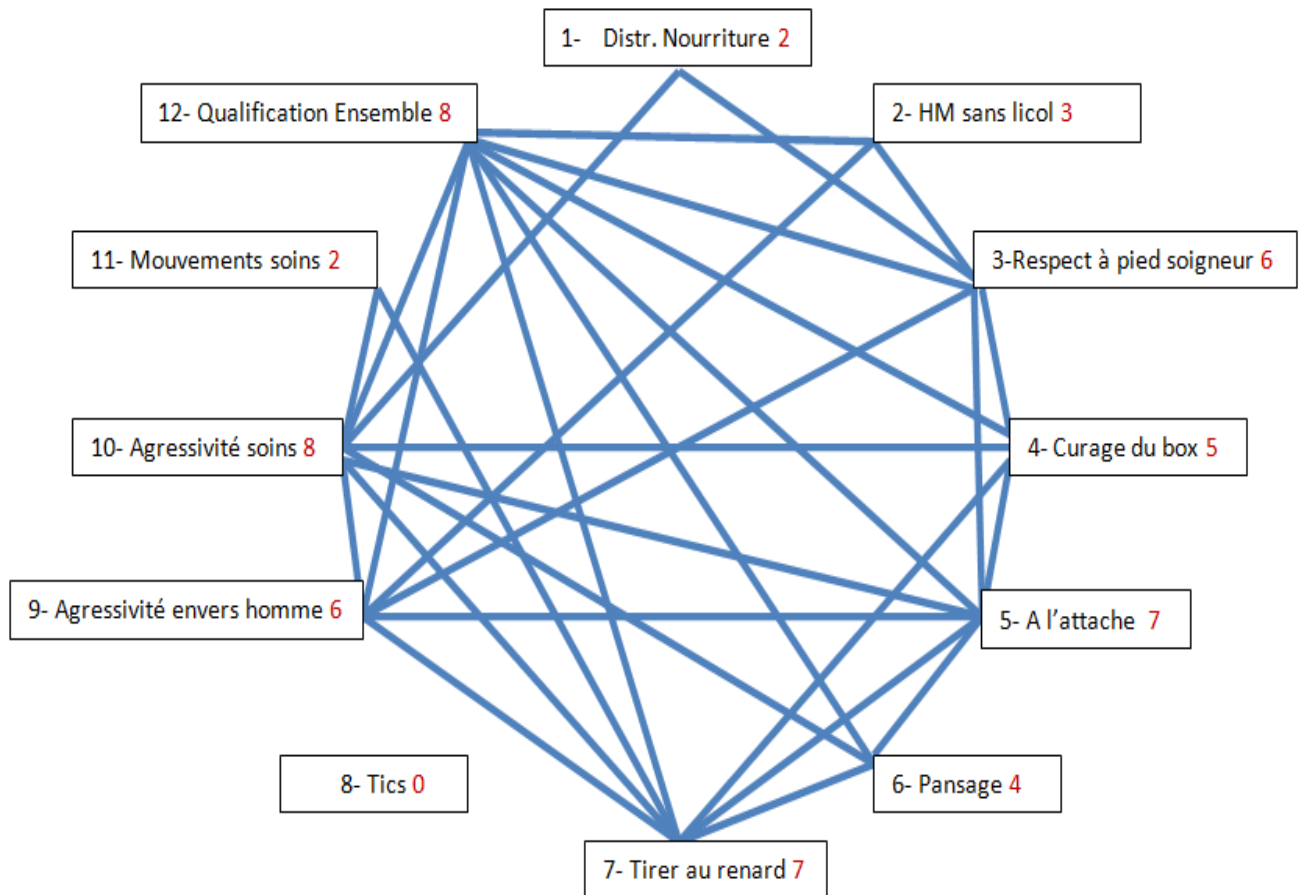 1- Distr. Nourriture 2
12- Qualification Ensemble 8
2- HM sans licol 3
11- Mouvements soins 2
3-Respect à pied soigneur 6
10- Agressivité soins 8
4- Curage du box 5
9- Agressivité envers homme 6
5- A l’attache 7
8- Tics 0
6- Pansage 4
7- Tirer au renard 7